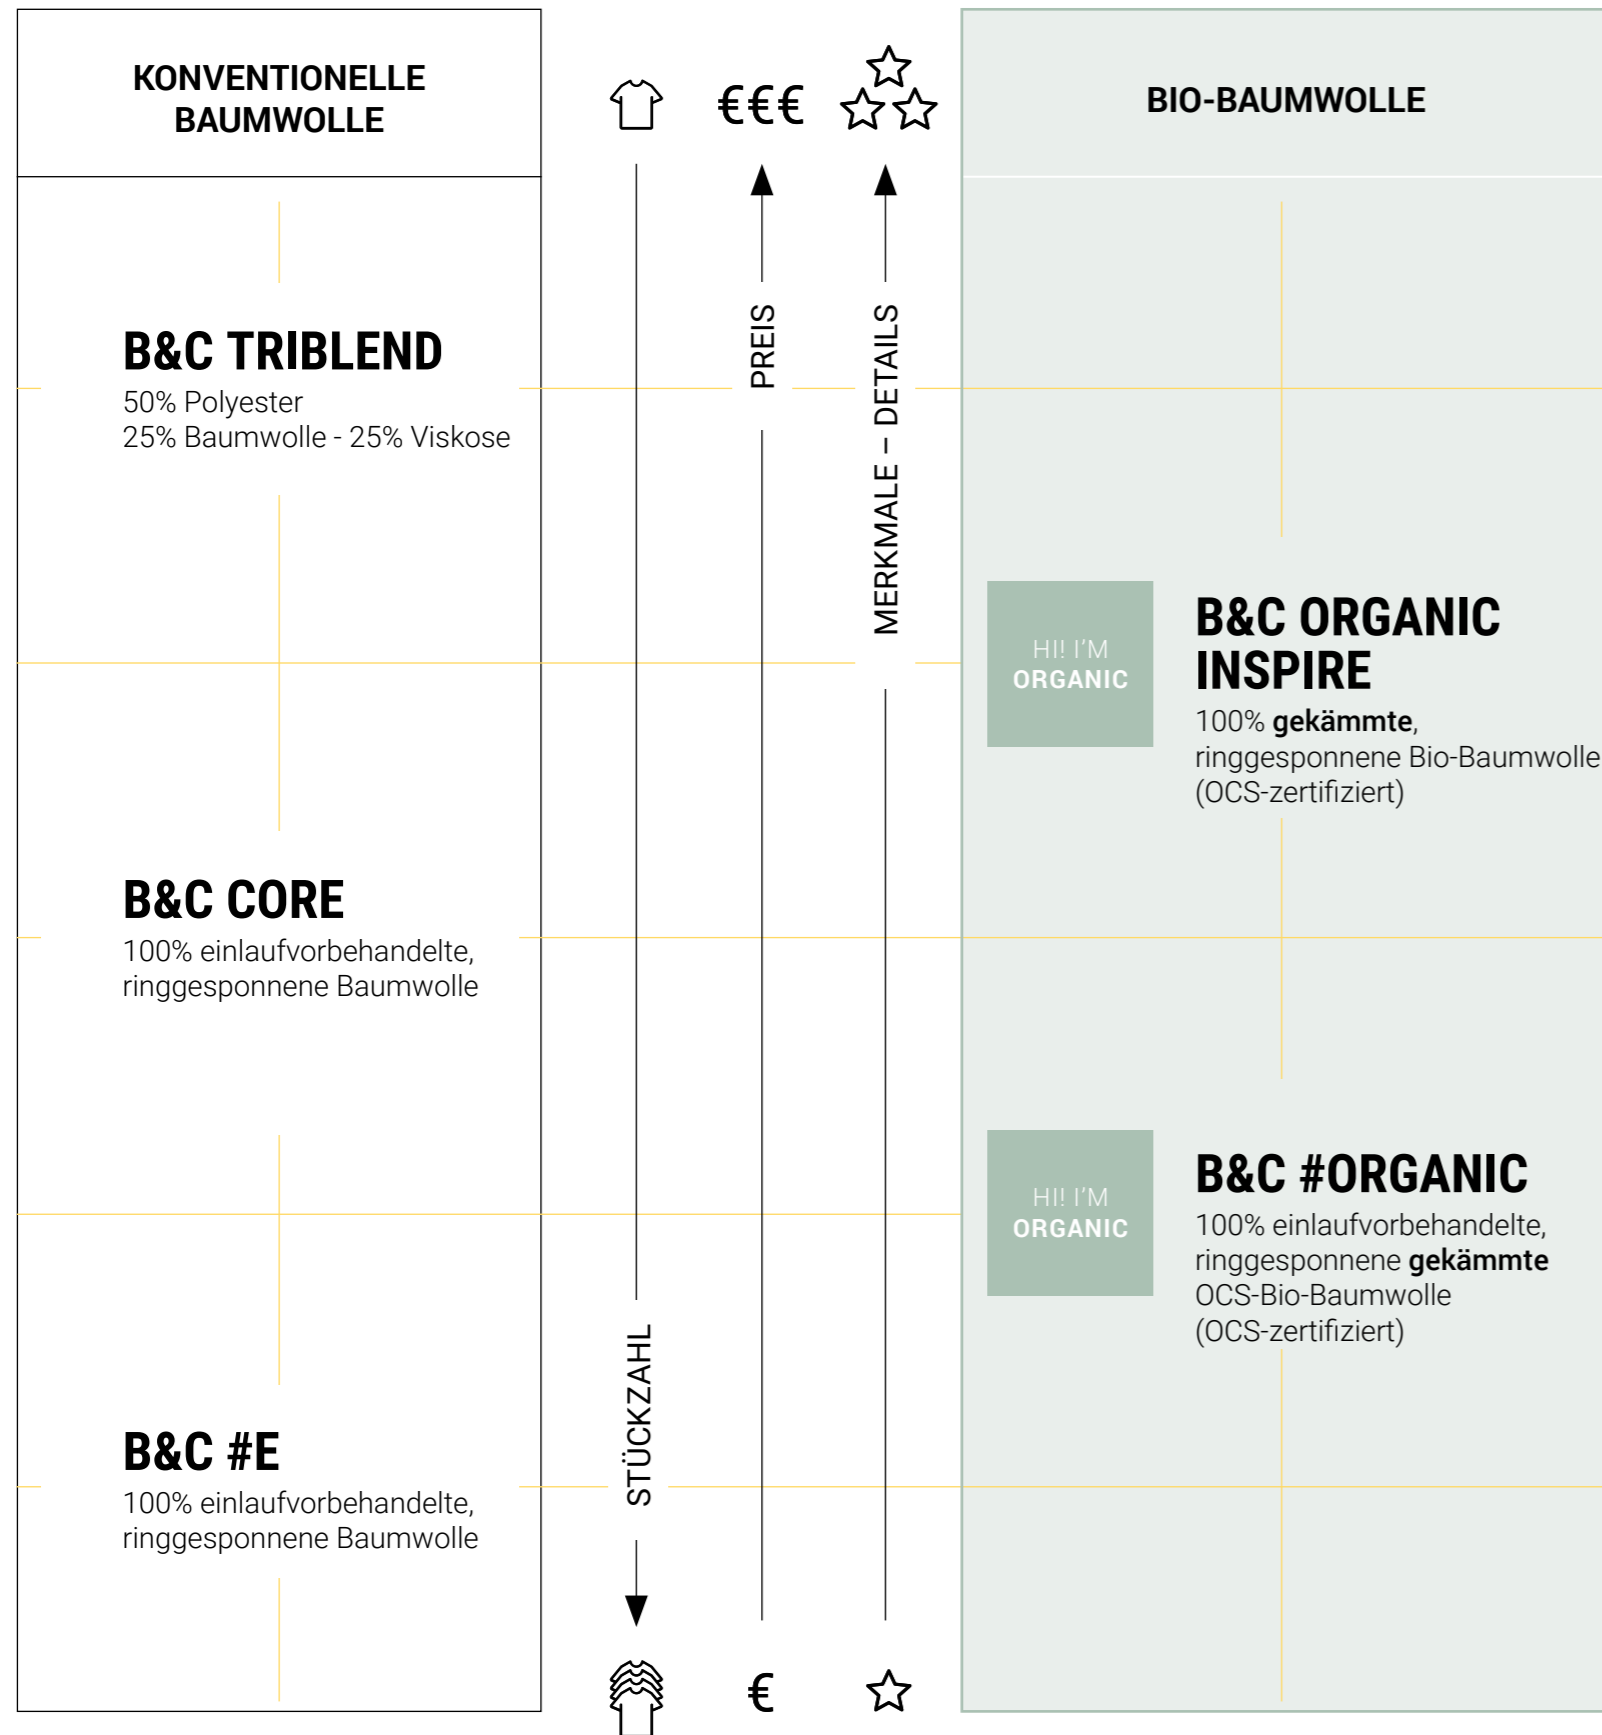 KONVENTIONELLE
BAUMWOLLE
B&C TRIBLEND
50% Polyester
25% Baumwolle - 25% Viskose
B&C CORE
100% einlaufvorbehandelte,
ringgesponnene Baumwolle
B&C #E
100% einlaufvorbehandelte,
ringgesponnene Baumwolle
€€€
STÜCKZAHL
PREIS
MERKMALE – DETAILS
€
BIO-BAUMWOLLE
HI! I'M
ORGANIC
B&C ORGANIC
INSPIRE
100% gekämmte,
ringgesponnene Bio-Baumwolle
(OCS-zertifiziert)
HI! I'M
ORGANIC
B&C #ORGANIC
100% einlaufvorbehandelte,
ringgesponnene gekämmte
OCS-Bio-Baumwolle
(OCS-zertifiziert)